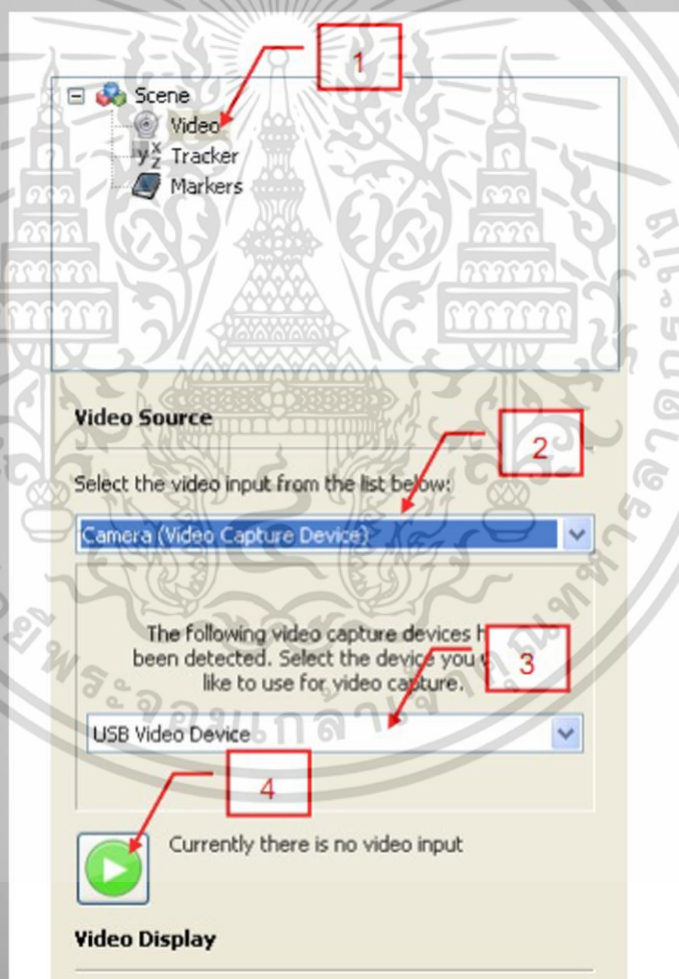 1
Scene
Video
Tracker
Markers
Video Source
2
Select the video input from the list below:
Camera (Video Capture Device)
The following video capture devices h
been detected. Select the device you
3
like to use for video capture.
USB Video Device
4
Currently there is no video input
Video Display